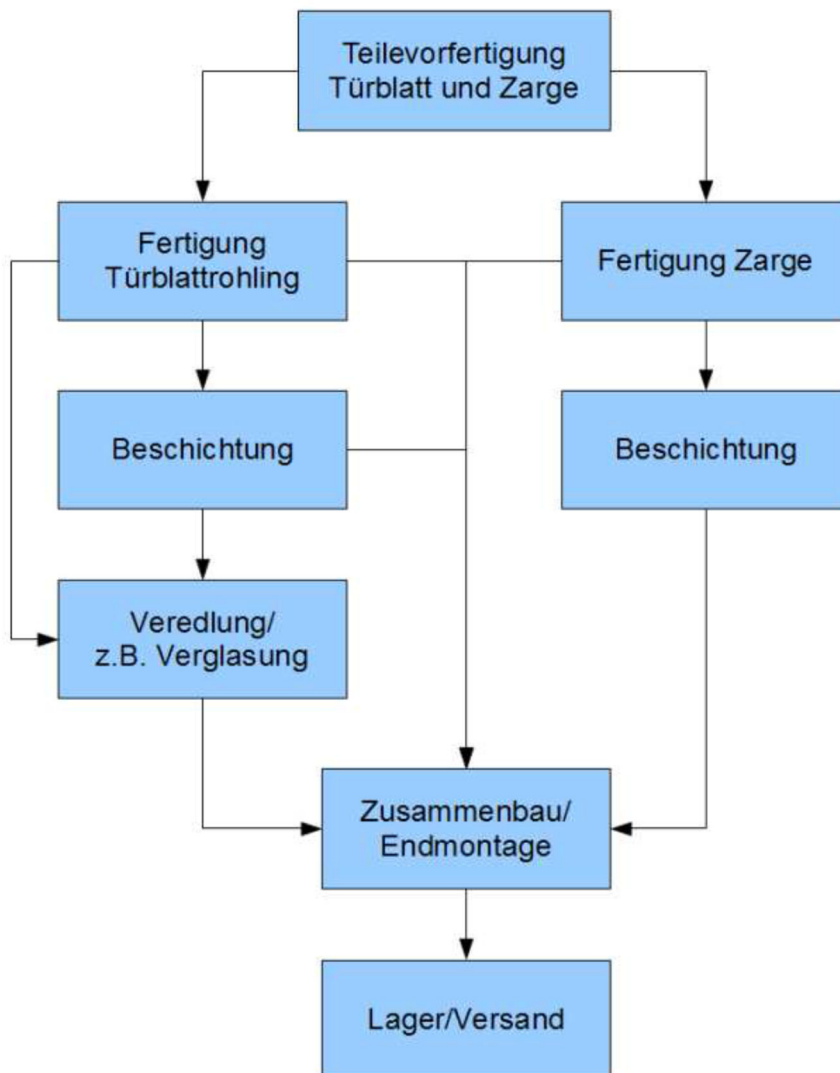 Teilevorfertigung
Türblatt und Zarge
Fertigung
Türblattrohling
Fertigung Zarge
Beschichtung
Beschichtung
Veredlung/
z.B. Verglasung
Zusammenbau/
Endmontage
Lager/Versand